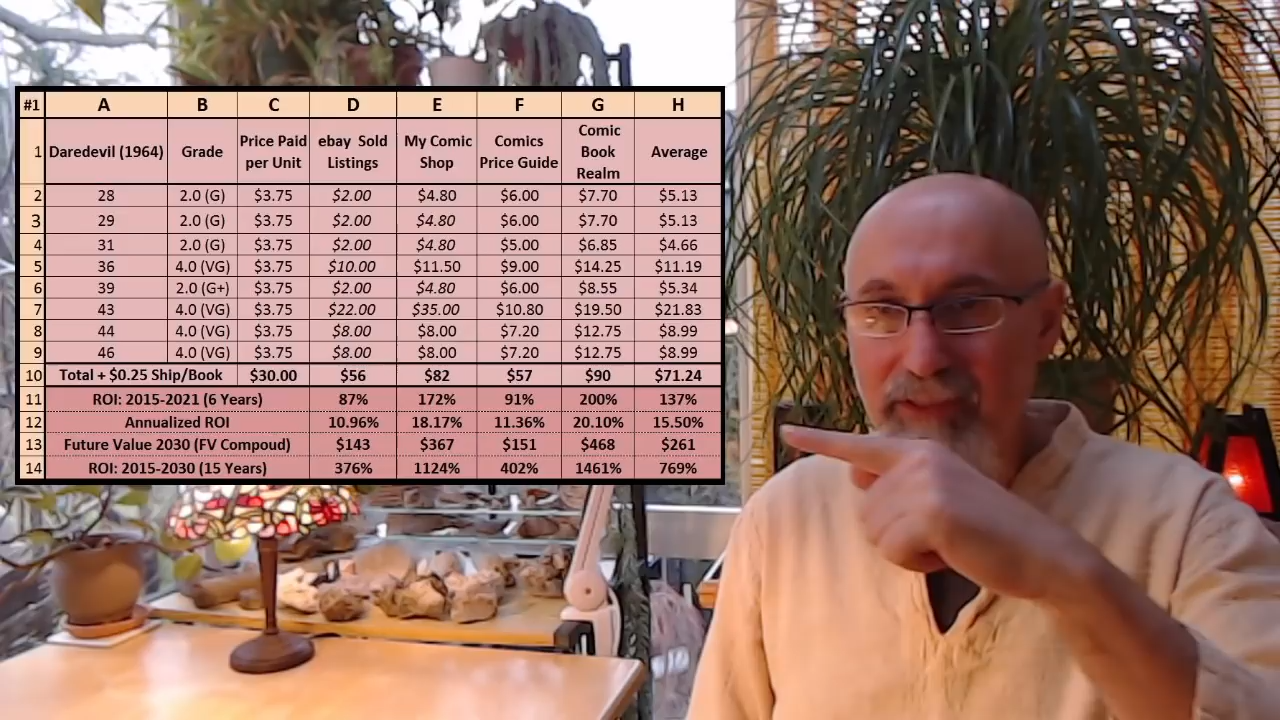 #1 A B C D E F G H
1 Daredevil (1964) Grade Price Paid per Unit ebay Sold Listings My Comic Shop Comics Price Guide Comic Book Realm Average
2 28 2.0 (G) $3.75 $2.00 $4.80 $6.00 $7.70 $5.13
3 29 2.0 (G) $3.75 $2.00 $4.80 $6.00 $7.70 $5.13
4 31 2.0 (G) $3.75 $2.00 $4.80 $5.00 $6.85 $4.66
5 36 4.0 (VG) $3.75 $10.00 $11.50 $9.00 $14.25 $11.19
6 39 2.0 (G+) $3.75 $2.00 $4.80 $6.00 $8.55 $5.34
7 43 4.0 (VG) $3.75 $22.00 $35.00 $10.80 $19.50 $21.83
8 44 4.0 (VG) $3.75 $8.00 $8.00 $7.20 $12.75 $8.99
9 46 4.0 (VG) $3.75 $8.00 $8.00 $7.20 $12.75 $8.99
10 Total + $0.25 Ship/Book $30.00 $56 $82 $57 $90 $71.24
11 ROI: 2015-2021 (6 Years) 87% 172% 91% 200% 137%
12 Annualized ROI 10.96% 18.17% 11.36% 20.10% 15.50%
13 Future Value 2030 (FV Compoud) $143 $367 $151 $468 $261
14 ROI: 2015-2030 (15 Years) 376% 1124% 402% 1461% 769%